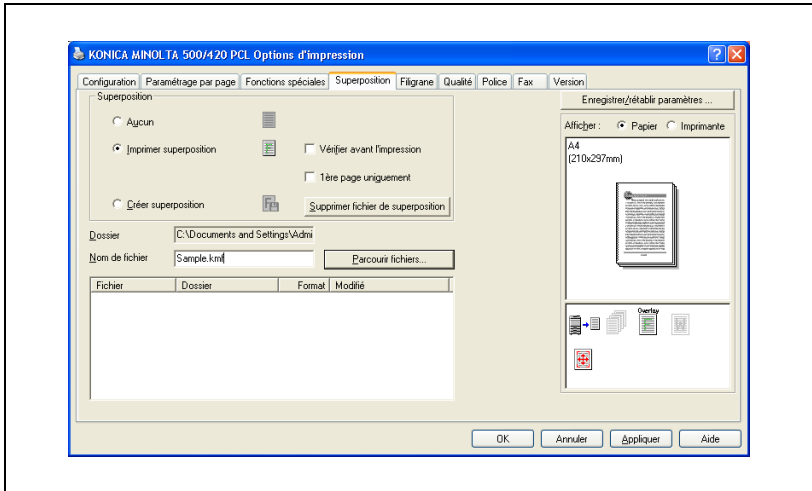 KONICA MINOLTA 500/420 PCL Options d'impression
Configuration Paramétrage par page Fonctions spéciales Superposition Filigrane Qualité Police Fax Version
Superposition
Aucun
Imprimer superposition
Vérifier avant l'impression
1ère page uniquement
Créer superposition
Supprimer fichier de superposition
Dossier
C:\Documents and Settings\Admi
Nom de fichier
Sample.kmf
Parcourir fichiers...
Fichier Dossier Format Modifié
Enregistrer/rétablir paramètres ...
Afficher : Papier Imprimante
A4
(210x297mm)
Overlay
OK Annuler Appliquer Aide